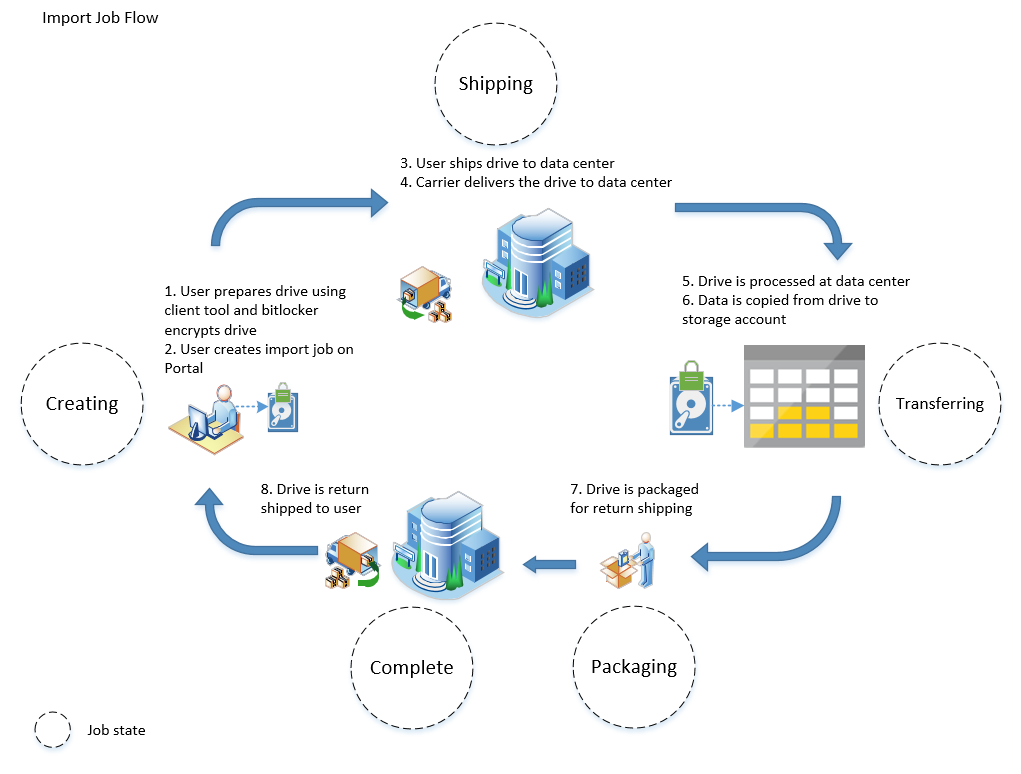 Import Job Flow
Shipping
3. User ships drive to data center
4. Carrier delivers the drive to data center
1. User prepares drive using
client tool and bitlocker
encrypts drive
2. User creates import job on
Portal
5. Drive is processed at data center
6. Data is copied from drive to
storage account
Creating
Transferring
8. Drive is return
shipped to user
7. Drive is packaged
for return shipping
Complete
Packaging
Job state